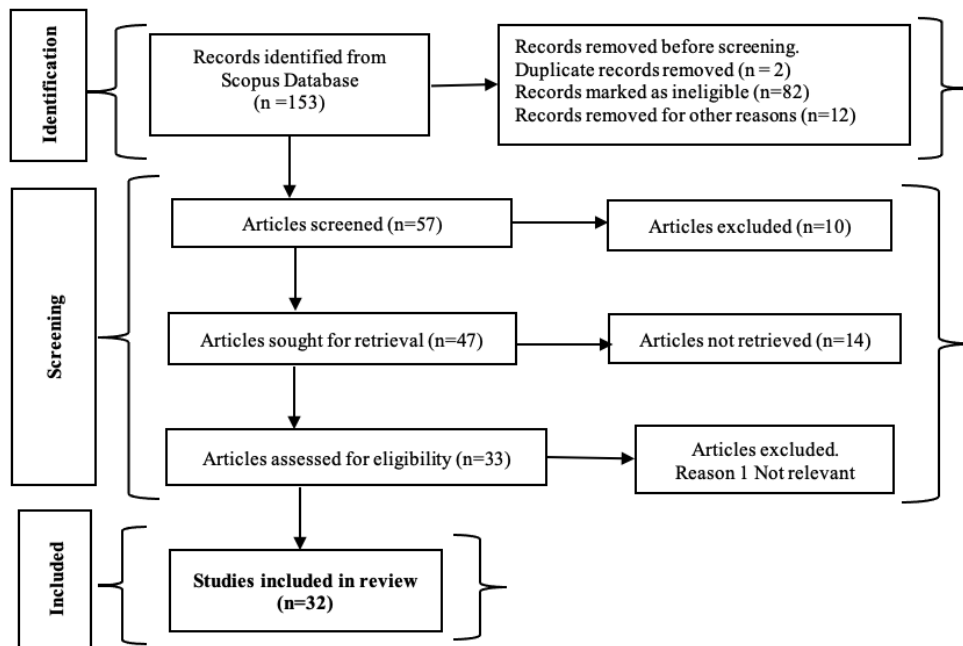 Identification
Records identified from
Scopus Database
(n =153)
Records removed before screening.
Duplicate records removed (n = 2)
Records marked as ineligible (n=82)
Records removed for other reasons (n=12)
Screening
Articles screened (n=57)
Articles excluded (n=10)
Articles sought for retrieval (n=47)
Articles not retrieved (n=14)
Articles assessed for eligibility (n=33)
Articles excluded.
Reason 1 Not relevant
Included
Studies included in review
(n=32)